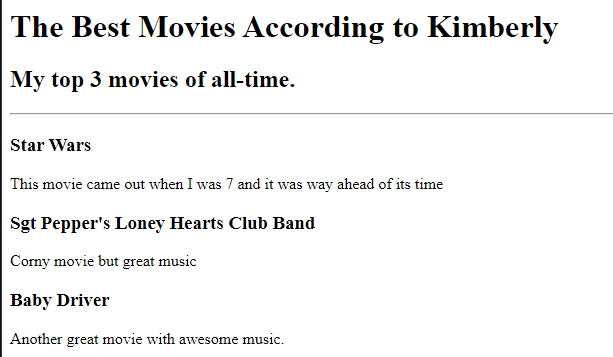 The Best Movies According to Kimberly
My top 3 movies of all-time.
Star Wars
This movie came out when I was 7 and it was way ahead of its time
Sgt Pepper's Loney Hearts Club Band
Corny movie but great music
Baby Driver
Another great movie with awesome music.